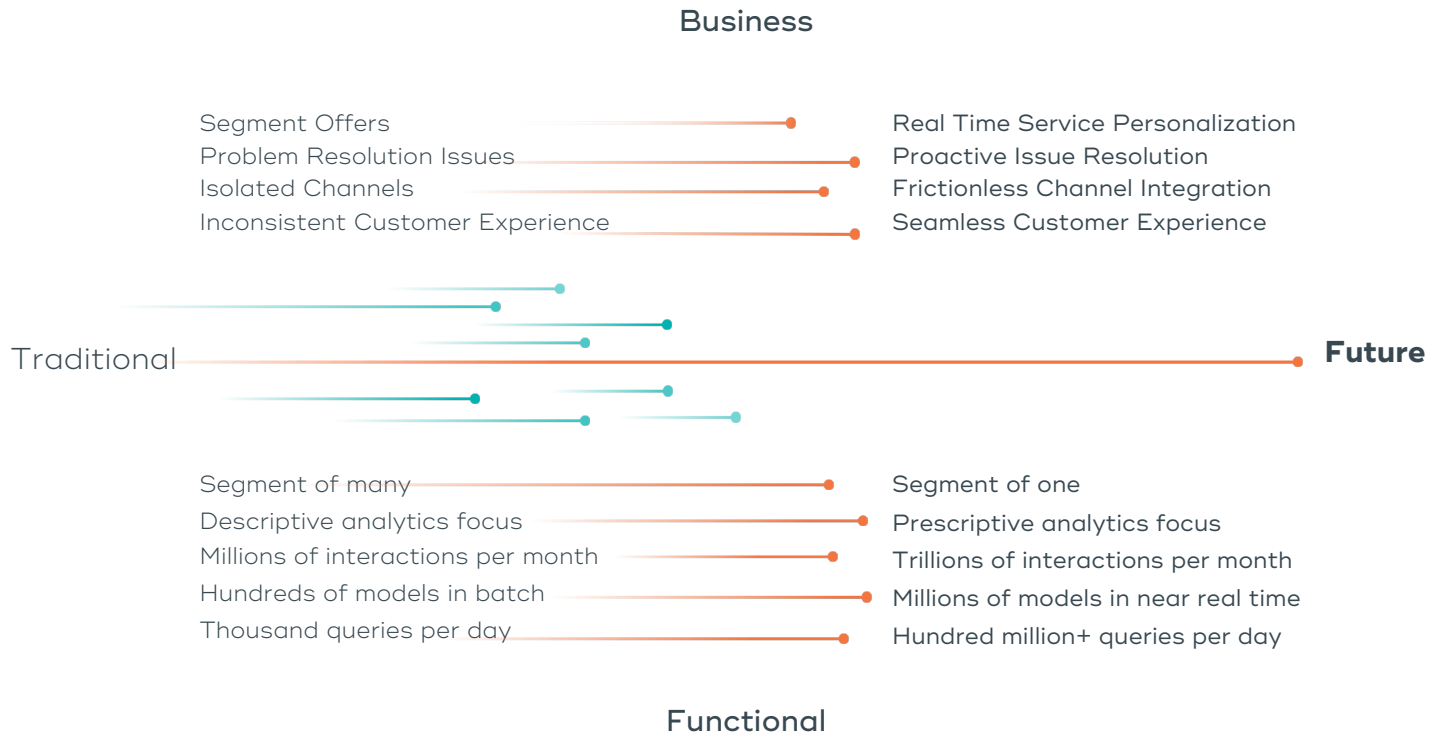 Business
Segment Offers
Real Time Service Personalization
Problem Resolution Issues
Proactive Issue Resolution
Isolated Channels
Frictionless Channel Integration
Inconsistent Customer Experience
Seamless Customer Experience
Traditional
Future
Segment of many
Segment of one
Descriptive analytics focus
Prescriptive analytics focus
Millions of interactions per month
Trillions of interactions per month
Hundreds of models in batch
Millions of models in near real time
Thousand queries per day
Hundred million+ queries per day
Functional